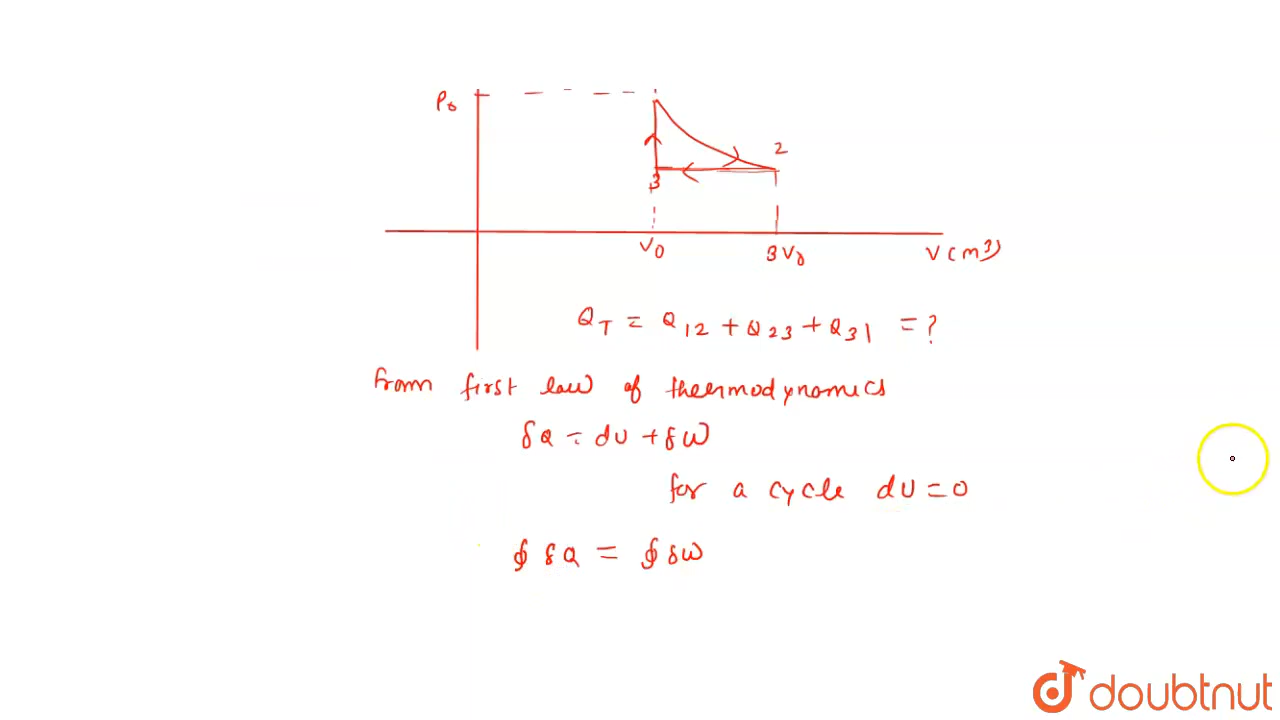 P₀
2
3
V₀ 3V₀ V(m³)
Q_T = Q₁₂ + Q₂₃ + Q₃₁ = ?
from first law of thermodynamics
δQ = dU + δW
for a cycle dU = 0
∮ δQ = ∮ δW
doubtnut